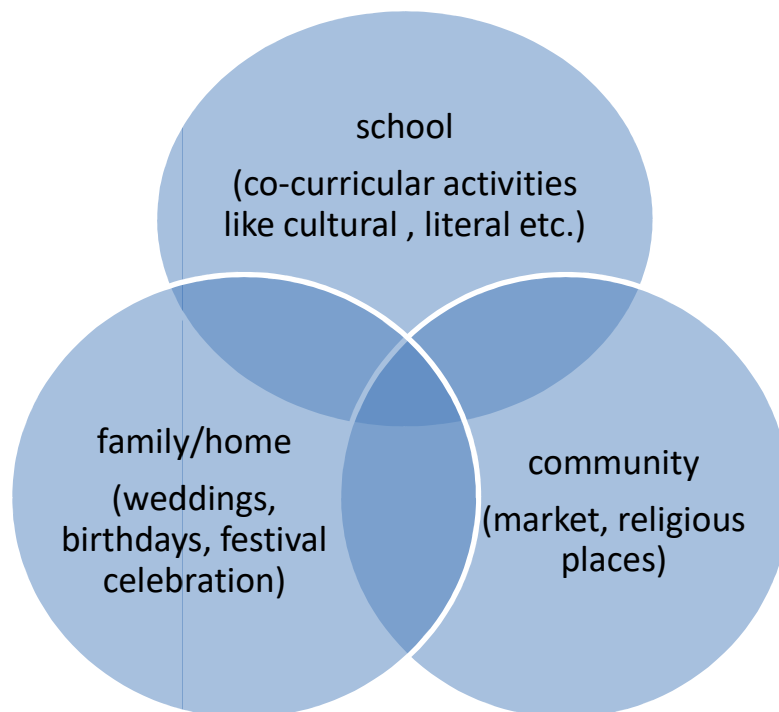 school
(co-curricular activities
like cultural , literal etc.)
family/home
(weddings,
birthdays, festival
celebration)
community
(market, religious
places)